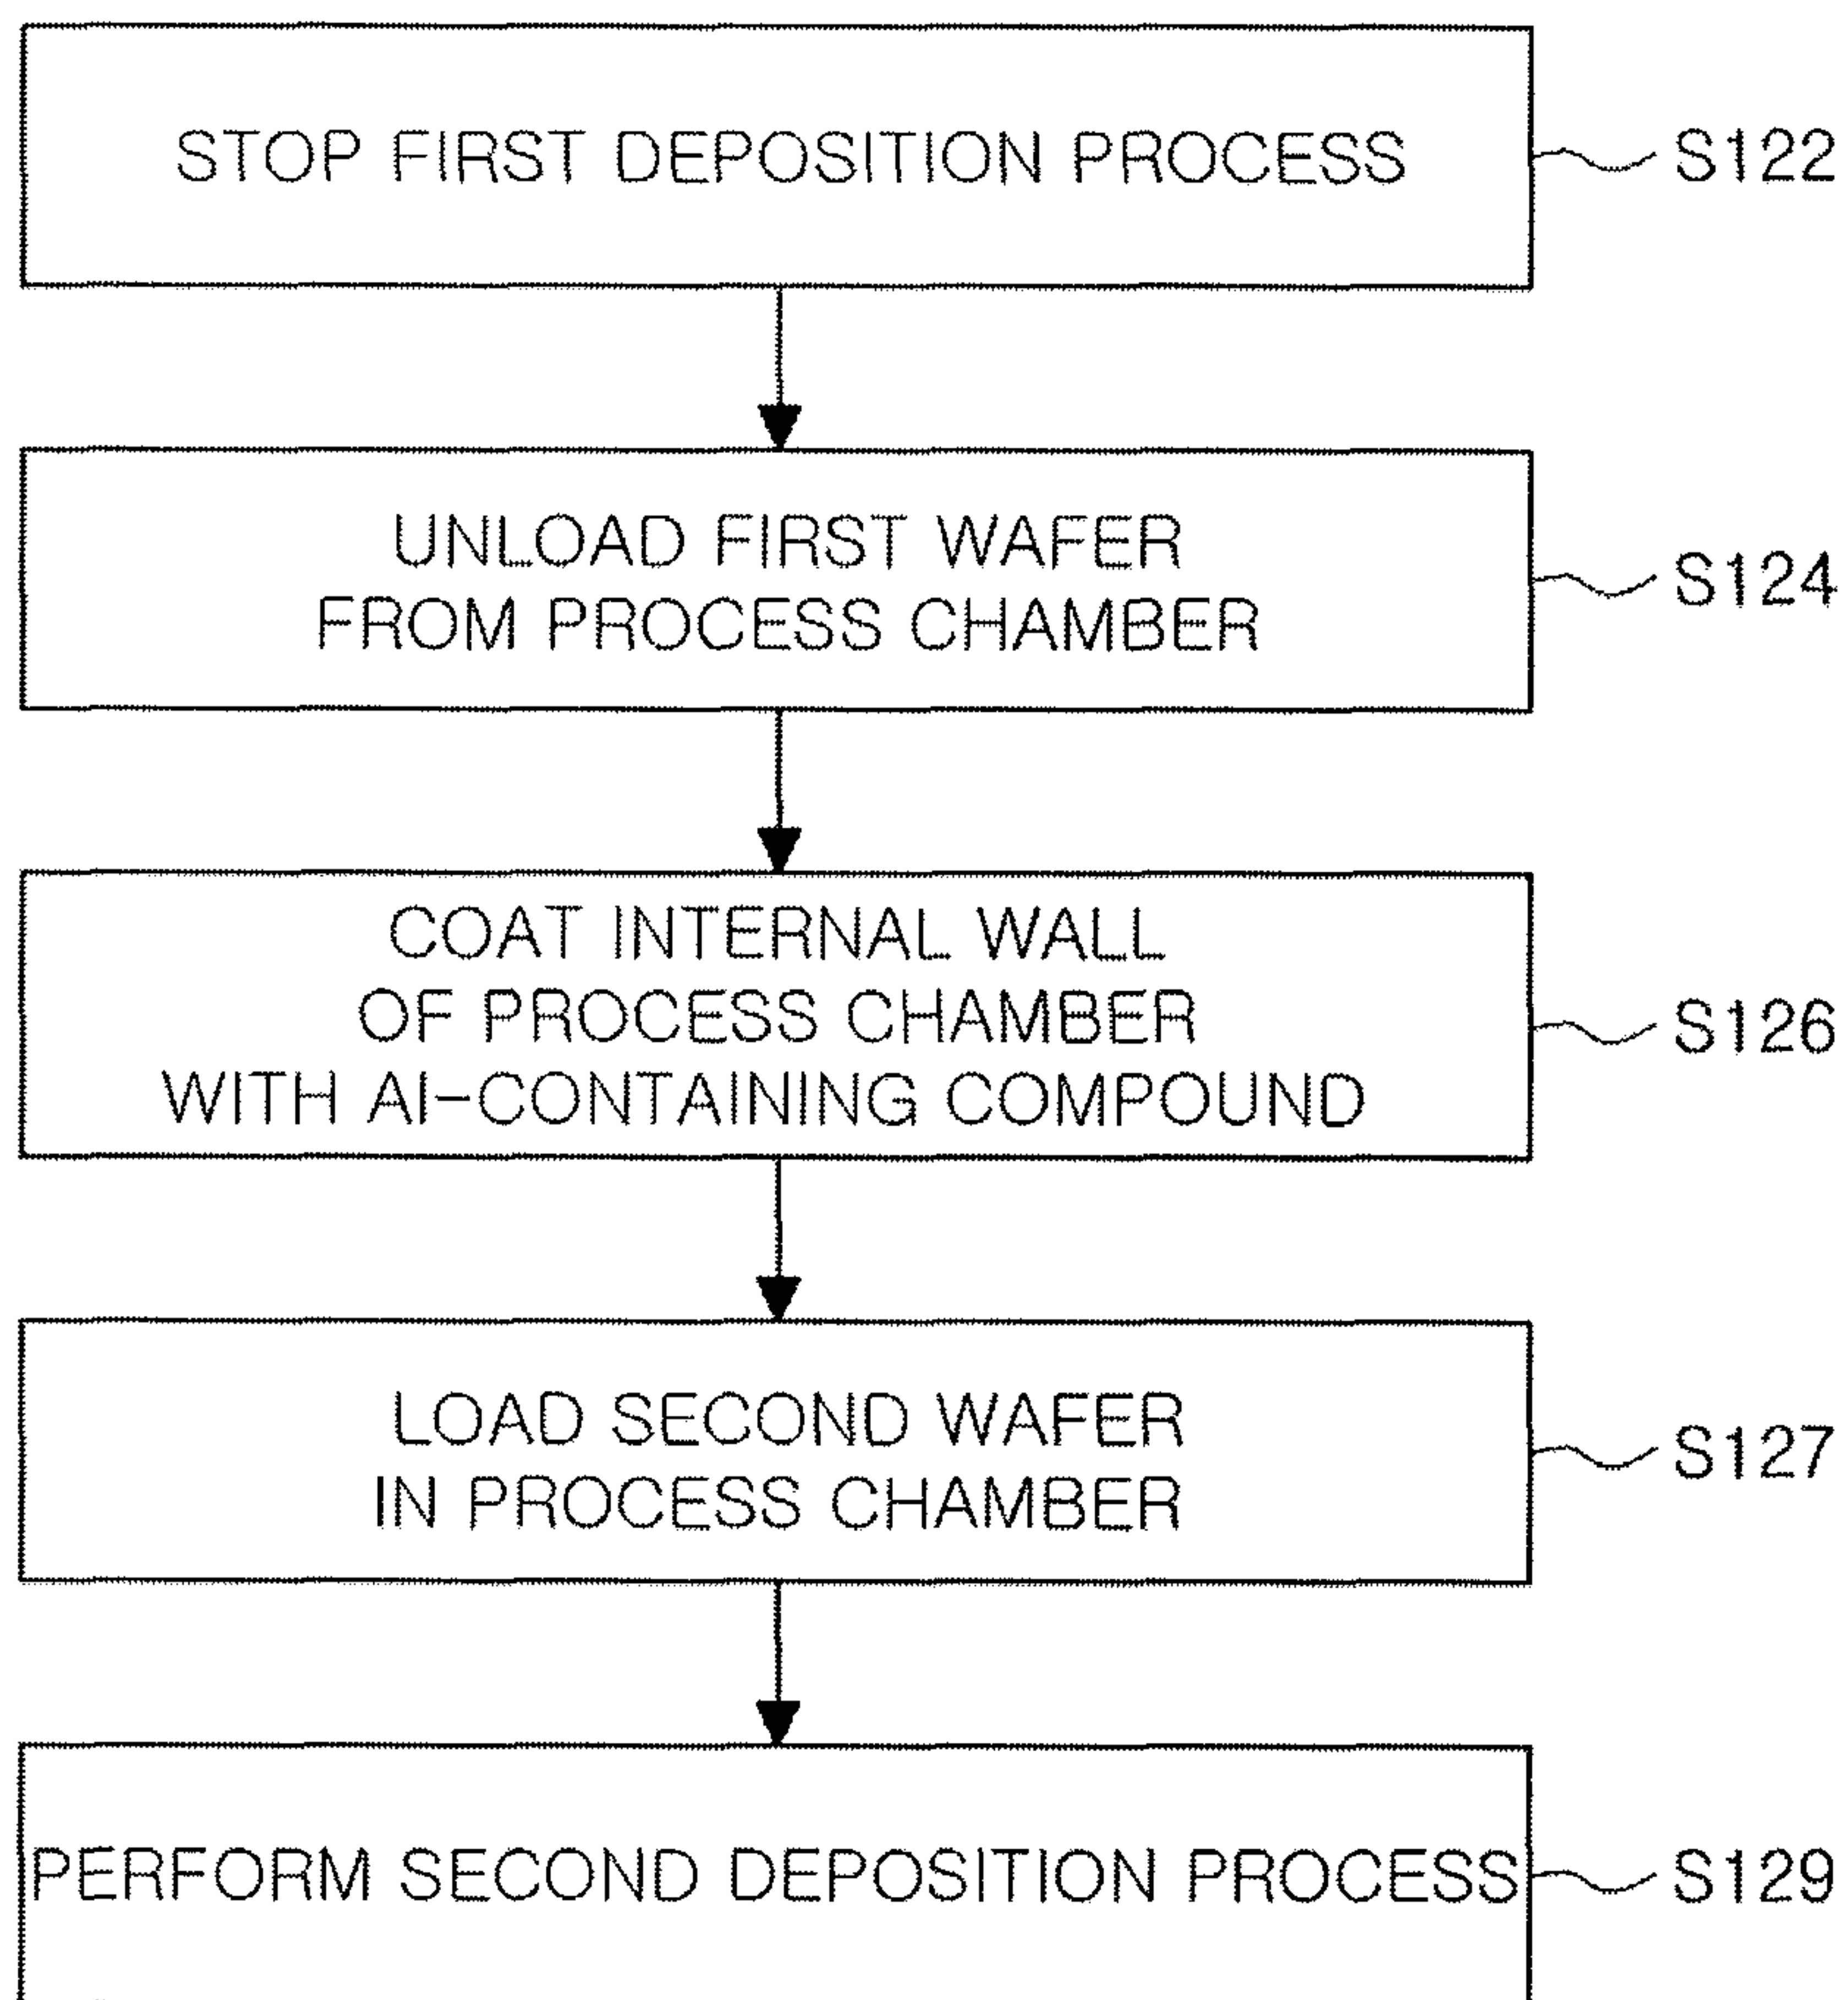 STOP FIRST DEPOSITION PROCESS
S122
UNLOAD FIRST WAFER
FROM PROCESS CHAMBER
S124
COAT INTERNAL WALL
OF PROCESS CHAMBER
WITH Al-CONTAINING COMPOUND
S126
LOAD SECOND WAFER
IN PROCESS CHAMBER
S127
PERFORM SECOND DEPOSITION PROCESS
S129